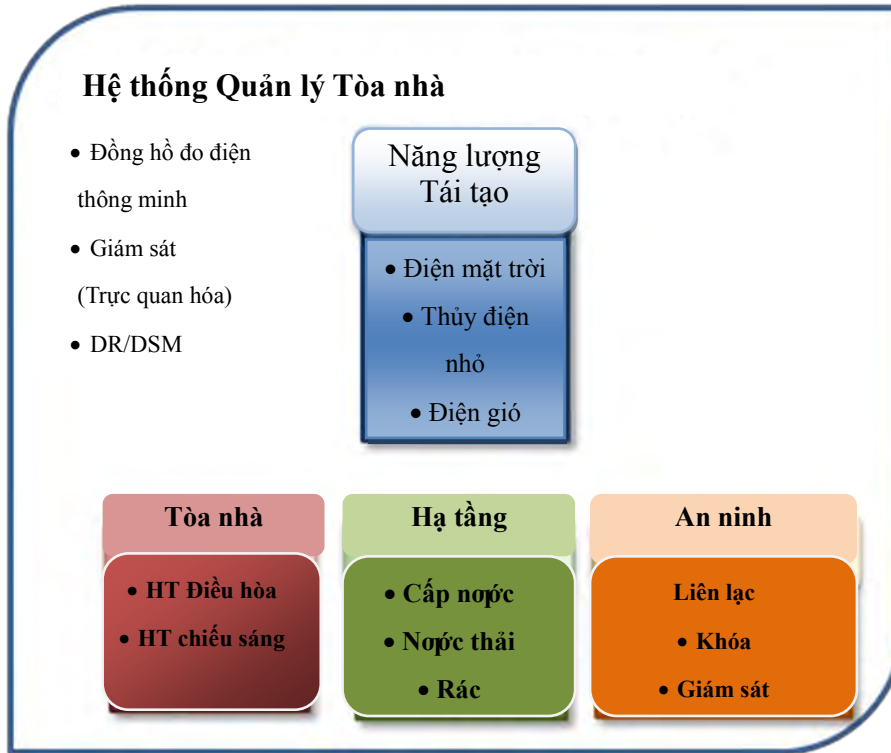 Hệ thống Quản lý Tòa nhà
• Đồng hồ đo điện
thông minh
• Giám sát
(Trực quan hóa)
• DR/DSM
Năng lượng
Tái tạo
• Điện mặt trời
• Thủy điện
nhỏ
• Điện gió
Tòa nhà
• HT Điều hòa
• HT chiếu sáng
Hạ tầng
• Cấp nước
• Nước thải
• Rác
An ninh
Liên lạc
• Khóa
• Giám sát